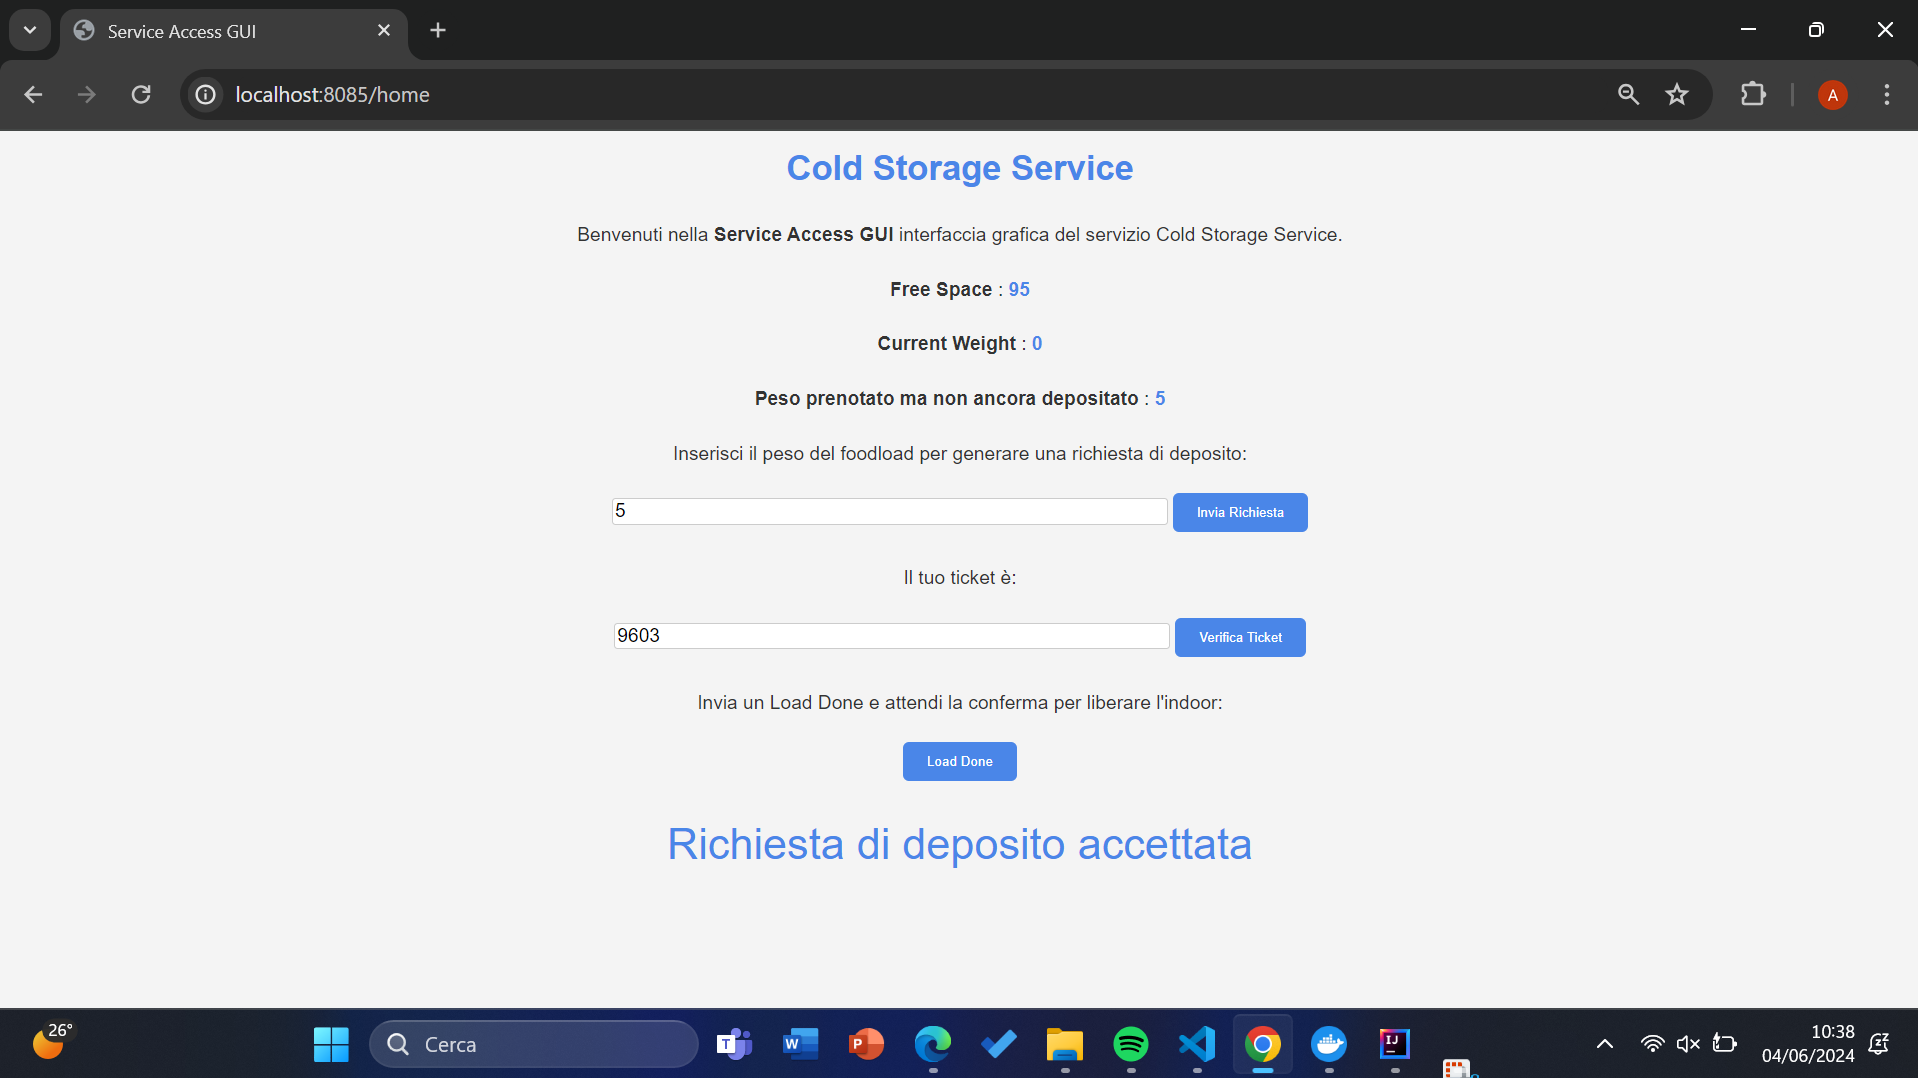 Service Access GUI
localhost:8085/home
A
Cold Storage Service
Benvenuti nella Service Access GUI interfaccia grafica del servizio Cold Storage Service.
Free Space : 95
Current Weight : 0
Peso prenotato ma non ancora depositato : 5
Inserisci il peso del foodload per generare una richiesta di deposito:
5 Invia Richiesta
Il tuo ticket è:
9603 Verifica Ticket
Invia un Load Done e attendi la conferma per liberare l'indoor:
Load Done
Richiesta di deposito accettata
26°
Cerca
T
W
P
IJ
10:38
04/06/2024